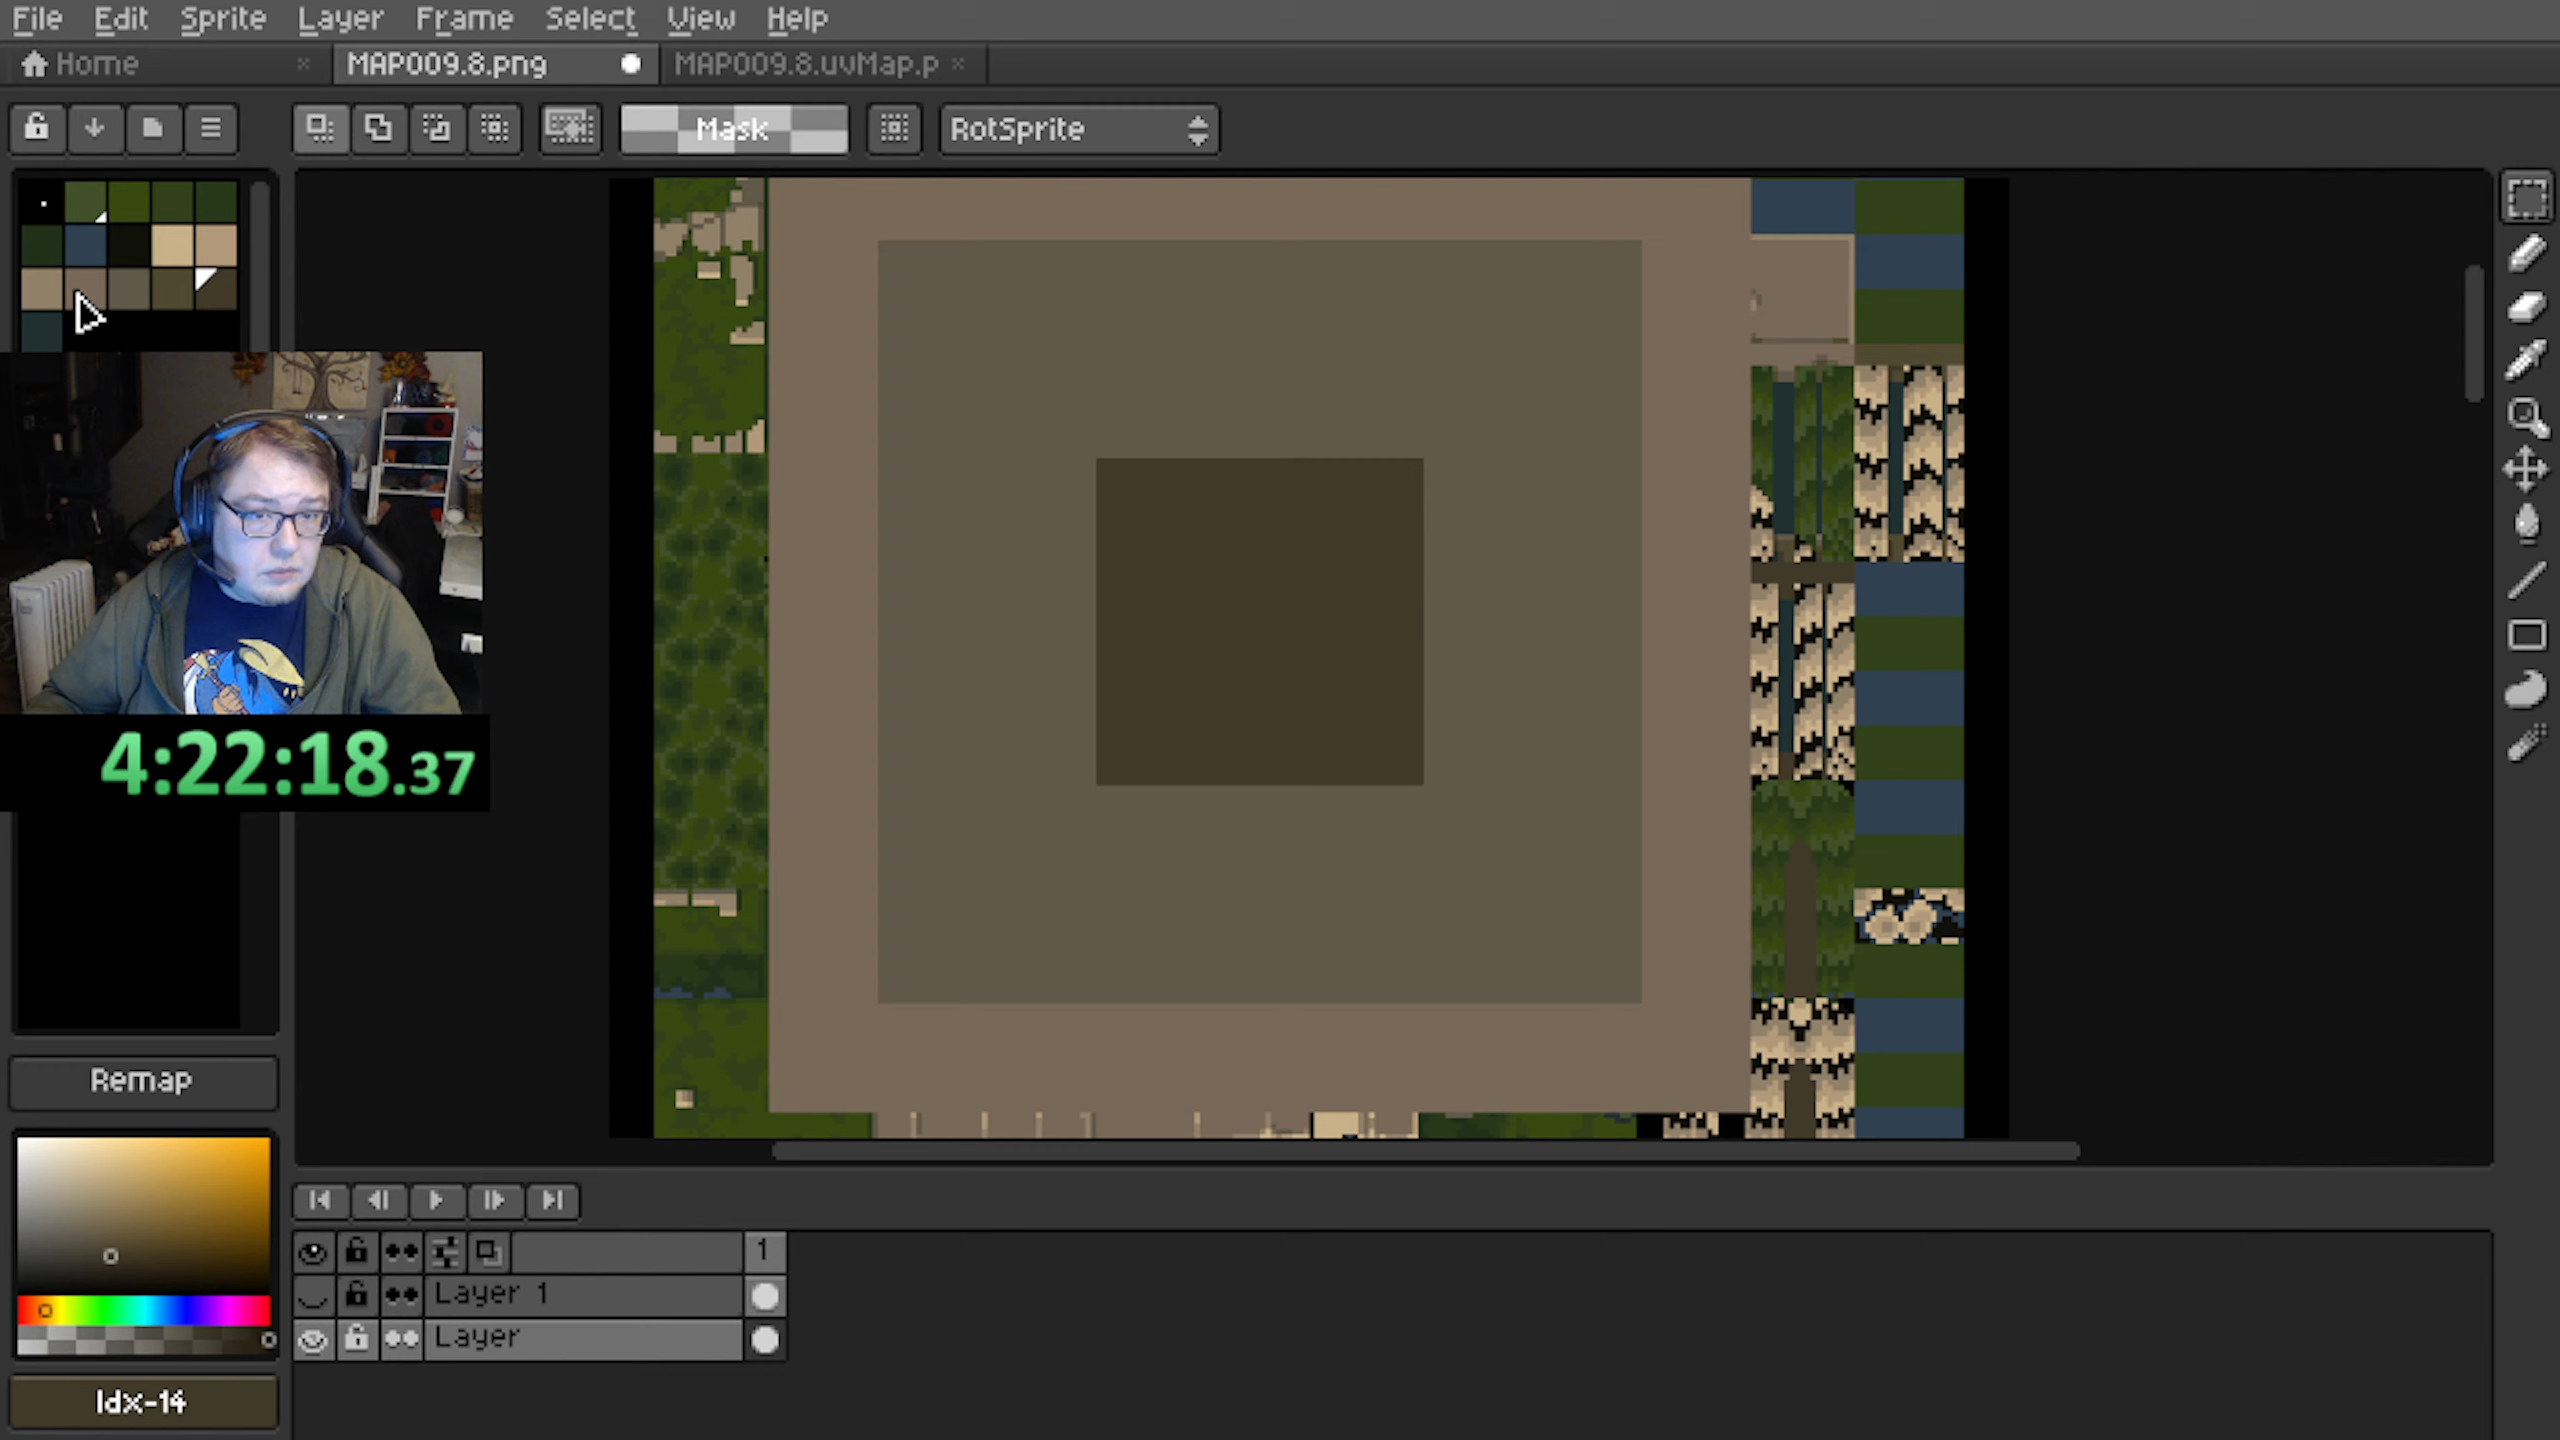 File Edit Sprite Layer Frame Select View Help
Home MAP009.8.png MAP009.8.uvMap.p
Mask RotSprite
4:22:18.37
Remap
1
Layer 1
Layer
Idx-14